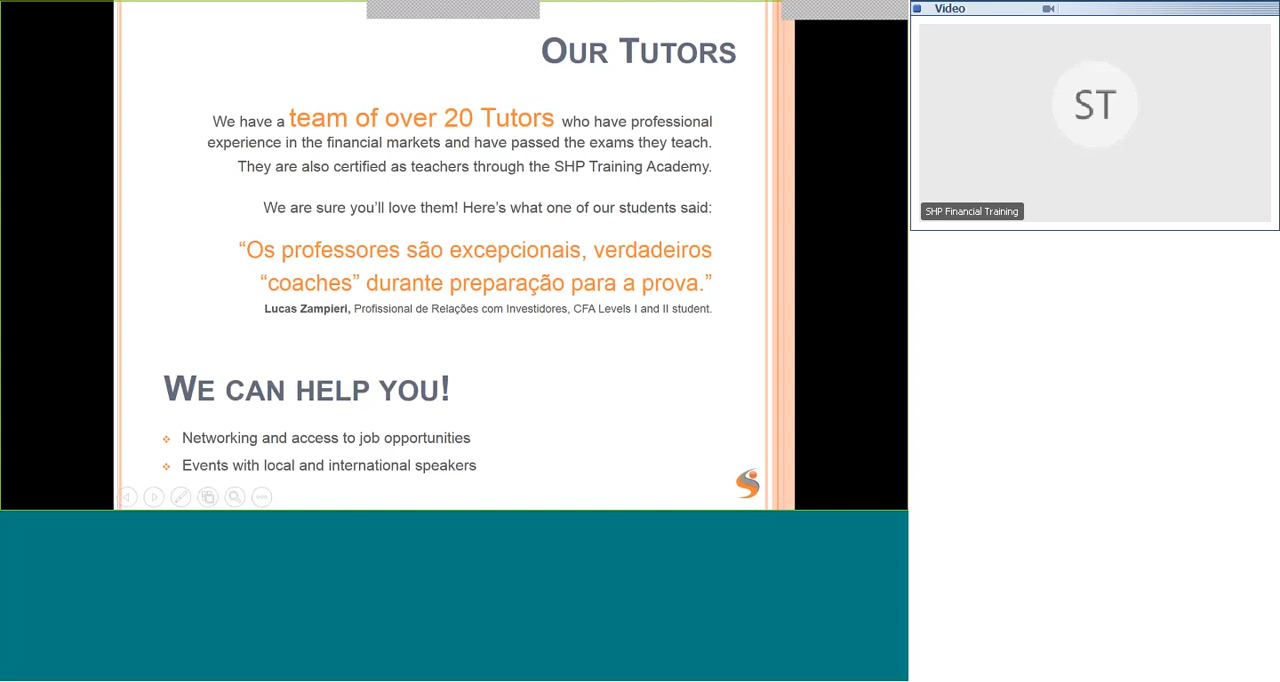 OUR TUTORS
We have a team of over 20 Tutors who have professional
experience in the financial markets and have passed the exams they teach.
They are also certified as teachers through the SHP Training Academy.
We are sure you’ll love them! Here’s what one of our students said:
“Os professores são excepcionais, verdadeiros
“coaches” durante preparação para a prova.”
Lucas Zampieri, Profissional de Relações com Investidores, CFA Levels I and II student.
WE CAN HELP YOU!
Networking and access to job opportunities
Events with local and international speakers
Video
ST
SHP Financial Training